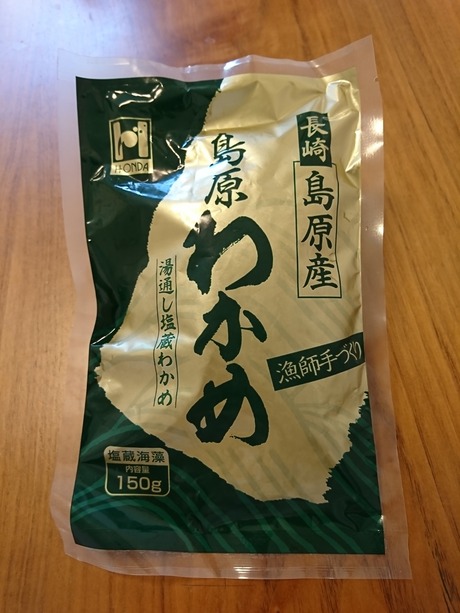 HONDA
長崎
島原産
島原
わかめ
湯通し塩蔵わかめ
漁師手づくり
塩蔵海藻
内容量
150g